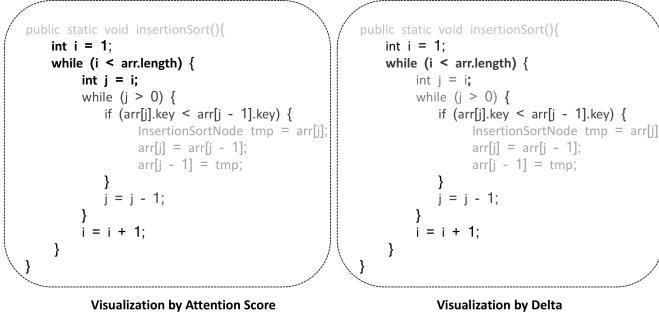 public static void insertionSort(){
int i = 1;
while (i < arr.length) {
int j = i;
while (j > 0) {
if (arr[j].key < arr[j - 1].key) {
InsertionSortNode tmp = arr[j];
arr[j] = arr[j - 1];
arr[j - 1] = tmp;
}
j = j - 1;
}
i = i + 1;
}
}
Visualization by Attention Score
public static void insertionSort(){
int i = 1;
while (i < arr.length) {
int j = i;
while (j > 0) {
if (arr[j].key < arr[j - 1].key) {
InsertionSortNode tmp = arr[j]
arr[j] = arr[j - 1];
arr[j - 1] = tmp;
}
j = j - 1;
}
i = i + 1;
}
}
Visualization by Delta